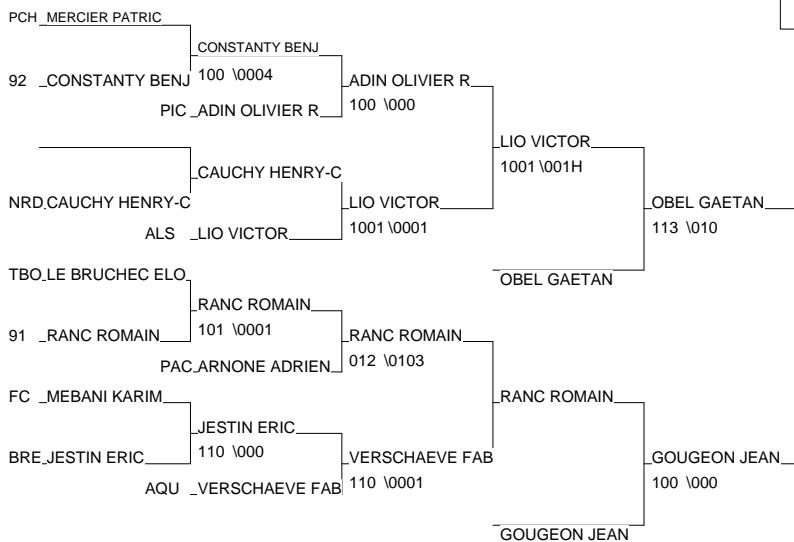 PCH MERCIER PATRIC
CONSTANTY BENJ
92 CONSTANTY BENJ 100 \0004 ADIN OLIVIER R
PIC ADIN OLIVIER R 100 \000
LIO VICTOR
1001 \001H
CAUCHY HENRY-C
NRD CAUCHY HENRY-C LIO VICTOR OBEL GAETAN
ALS LIO VICTOR 1001 \0001 113 \010
TBO LE BRUCHEC ELO OBEL GAETAN
RANC ROMAIN
91 RANC ROMAIN 101 \0001 RANC ROMAIN
PAC ARNONE ADRIEN 012 \0103
FC MEBANI KARIM RANC ROMAIN
JESTIN ERIC
BRE JESTIN ERIC 110 \000 VERSCHAEVE FAB GOUGEON JEAN
AQU VERSCHAEVE FAB 110 \0001 100 \000
GOUGEON JEAN